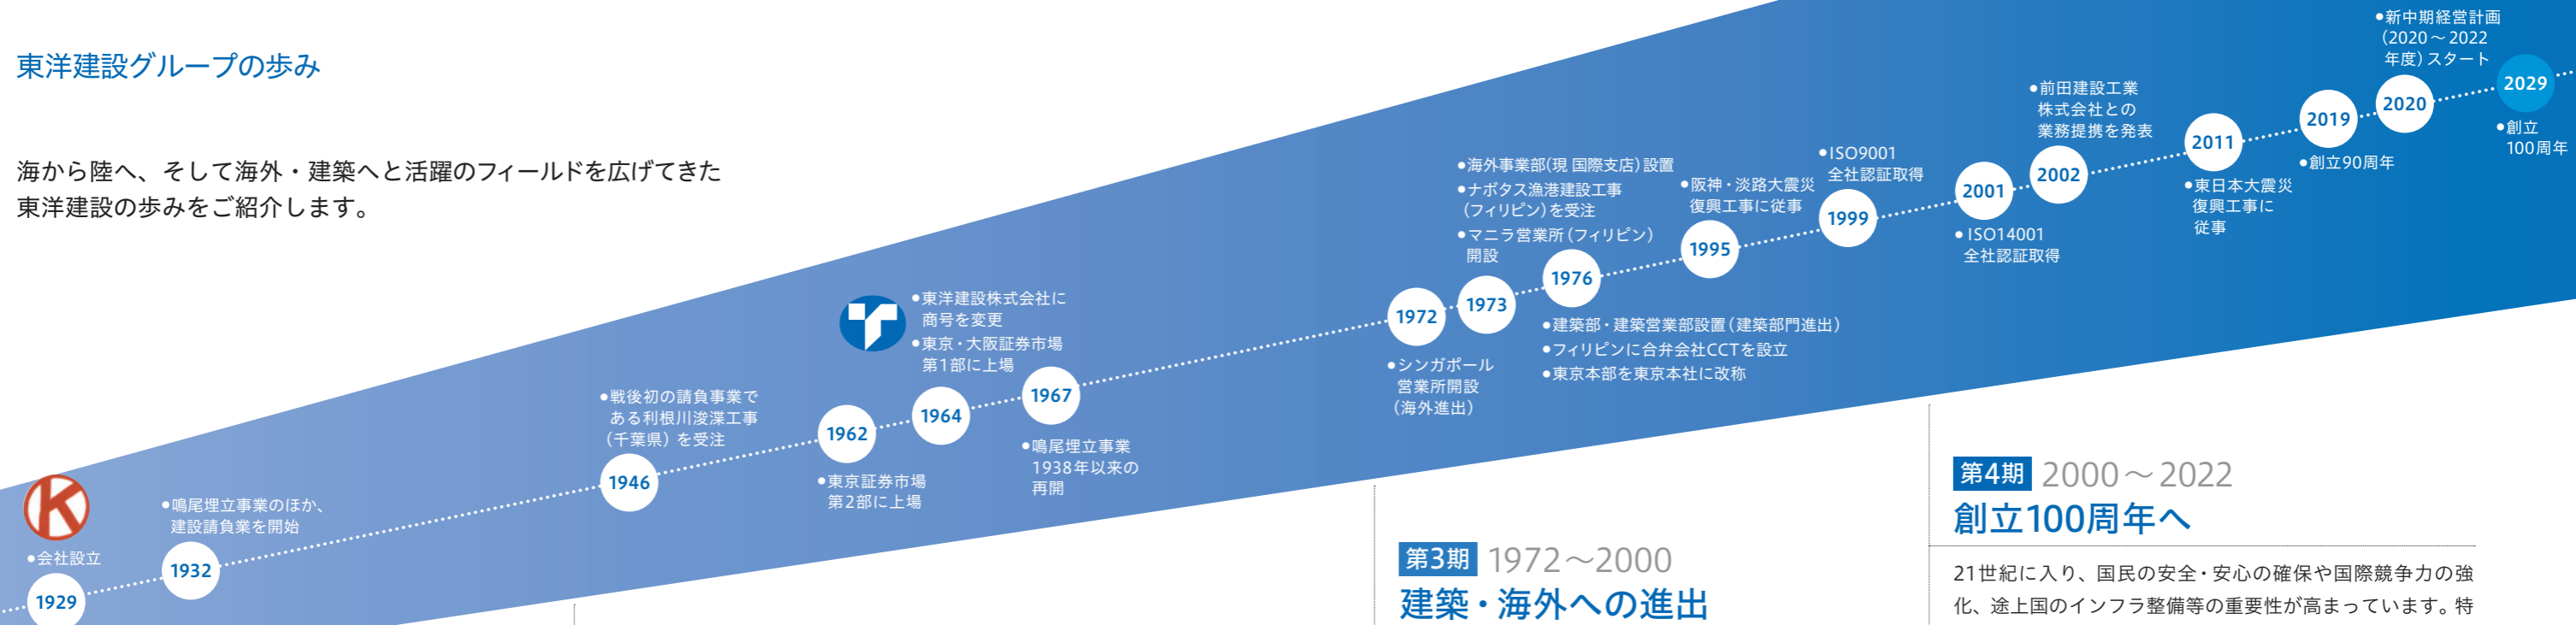 東洋建設グループの歩み
海から陸へ、そして海外・建築へと活躍のフィールドを広げてきた
東洋建設の歩みをご紹介します。
K
●会社設立
1929
●鳴尾埋立事業のほか、
建設請負業を開始
1932
●戦後初の請負事業で
ある利根川浚渫工事
（千葉県）を受注
1946
1962
●東京証券市場
第2部に上場
●東洋建設株式会社に
商号を変更
●東京・大阪証券市場
第1部に上場
1964
1967
●鳴尾埋立事業
1938年以来の
再開
1972
●シンガポール
営業所開設
（海外進出）
●海外事業部(現 国際支店)設置
●ナボタス漁港建設工事
（フィリピン）を受注
●マニラ営業所（フィリピン）
開設
1973
1976
●建築部・建築営業部設置（建築部門進出）
●フィリピンに合弁会社CCTを設立
●東京本部を東京本社に改称
●阪神・淡路大震災
復興工事に従事
1995
●ISO9001
全社認証取得
1999
2001
●ISO14001
全社認証取得
●前田建設工業
株式会社との
業務提携を発表
2002
2011
●東日本大震災
復興工事に
従事
2019
●創立90周年
●新中期経営計画
（2020～2022
年度）スタート
2020
2029
●創立
100周年
第3期 1972～2000
建築・海外への進出
第4期 2000～2022
創立100周年へ
21世紀に入り、国民の安全・安心の確保や国際競争力の強
化、途上国のインフラ整備等の重要性が高まっています。特